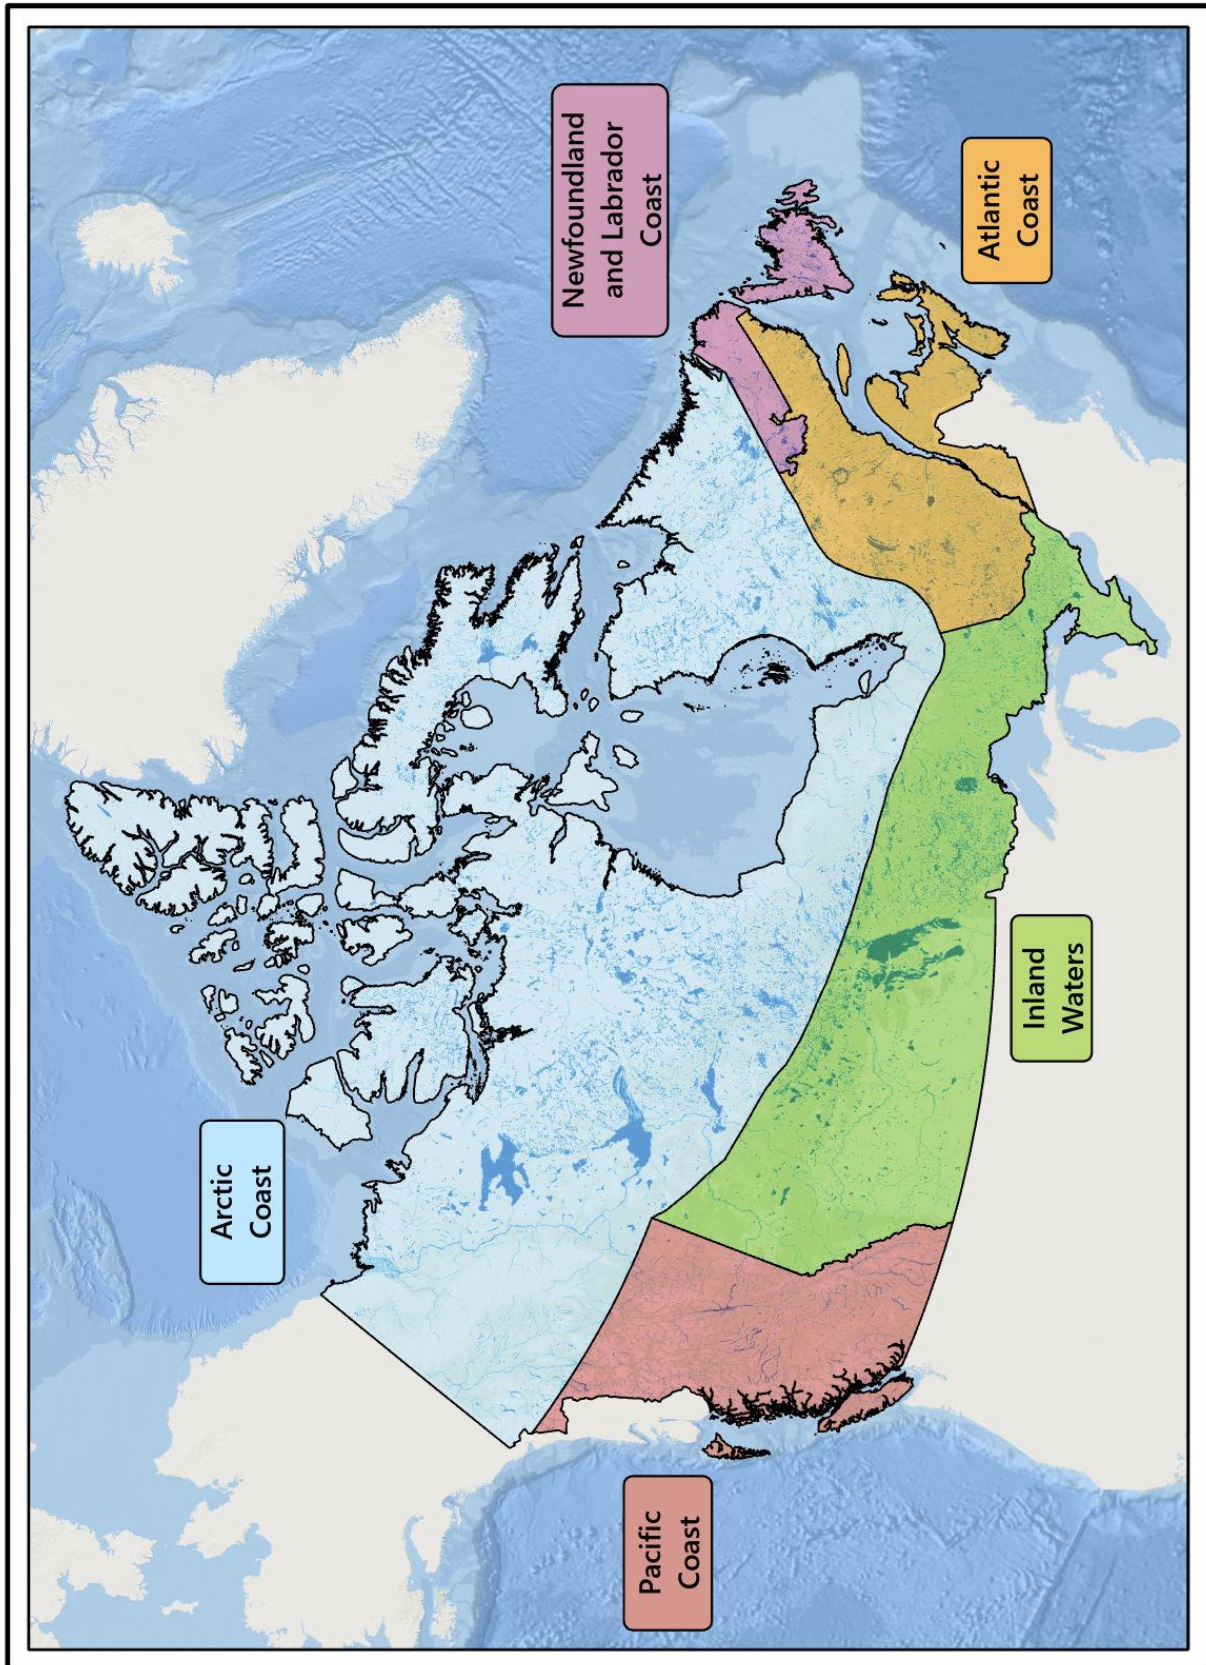 Arctic
Coast
Newfoundland
and Labrador
Coast
Pacific
Coast
Inland
Waters
Atlantic
Coast